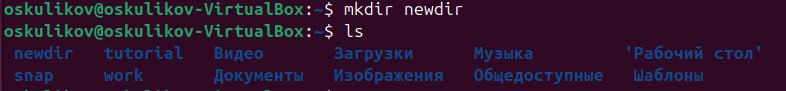 oskulikov@oskulikov-VirtualBox:~$ mkdir newdir
oskulikov@oskulikov-VirtualBox:~$ ls
newdir tutorial Видео Загрузки Музыка 'Рабочий стол'
snap work Документы Изображения Общедоступные Шаблоны